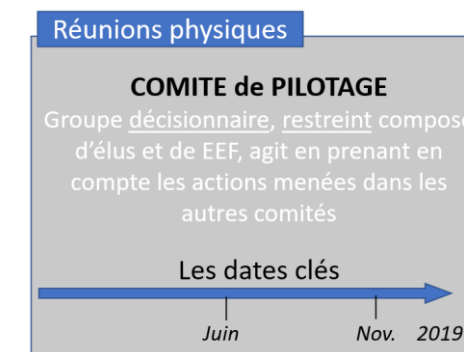 Réunions physiques
COMITE de PILOTAGE
Groupe décisionnaire, restreint compose
d'élus et de EEF, agit en prenant en
compte les actions menées dans les
autres comités
Les dates clés
Juin Nov. 2019